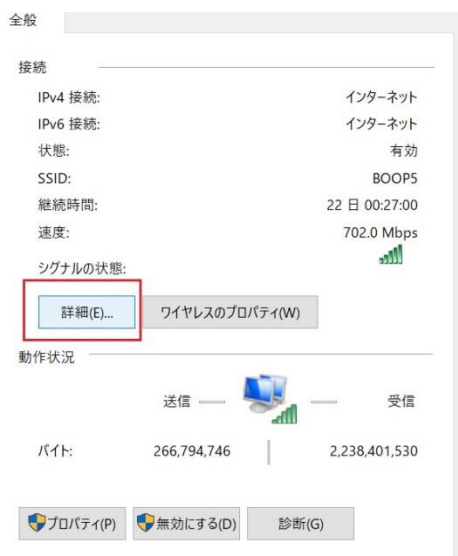 全般
接続
IPv4 接続: インターネット
IPv6 接続: インターネット
状態: 有効
SSID: BOOP5
継続時間: 22 日 00:27:00
速度: 702.0 Mbps
シグナルの状態:
詳細(E)... ワイヤレスのプロパティ(W)
動作状況
送信 受信
バイト: 266,794,746 2,238,401,530
プロパティ(P) 無効にする(D) 診断(G)